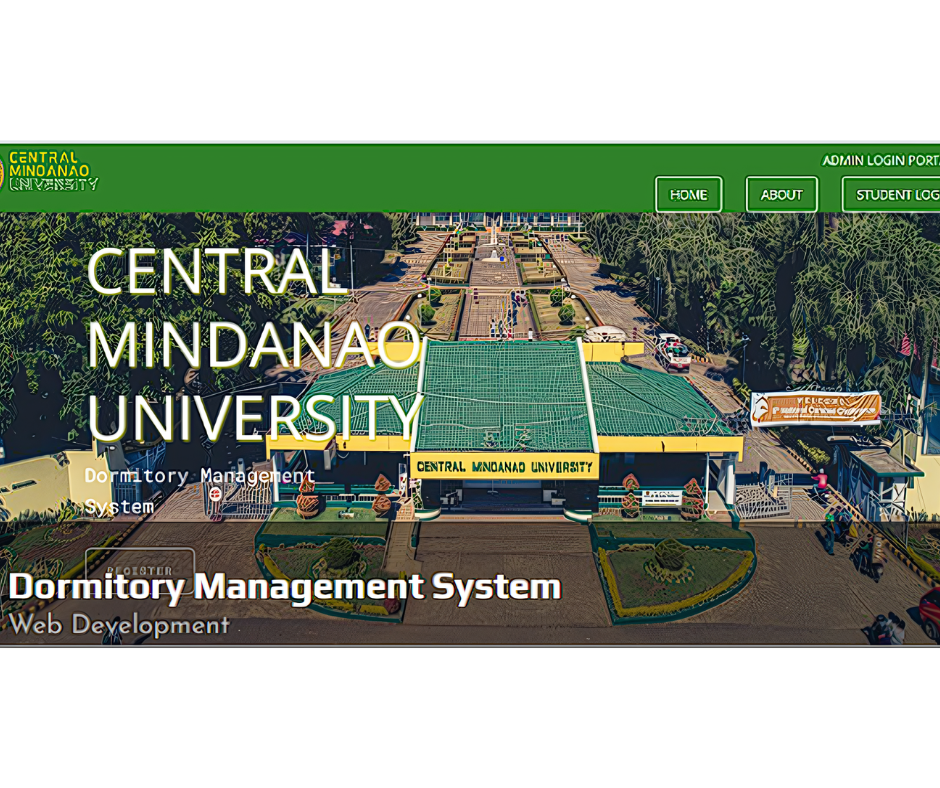 CENTRAL
MINDANAO
UNIVERSITY
ADMIN LOGIN PORTA
HOME
ABOUT
STUDENT LOG
CENTRAL
MINDANAO
UNIVERSITY
Dormitory Management
System
CENTRAL MINDANAO UNIVERSITY
REGISTER
Dormitory Management System
Web Development